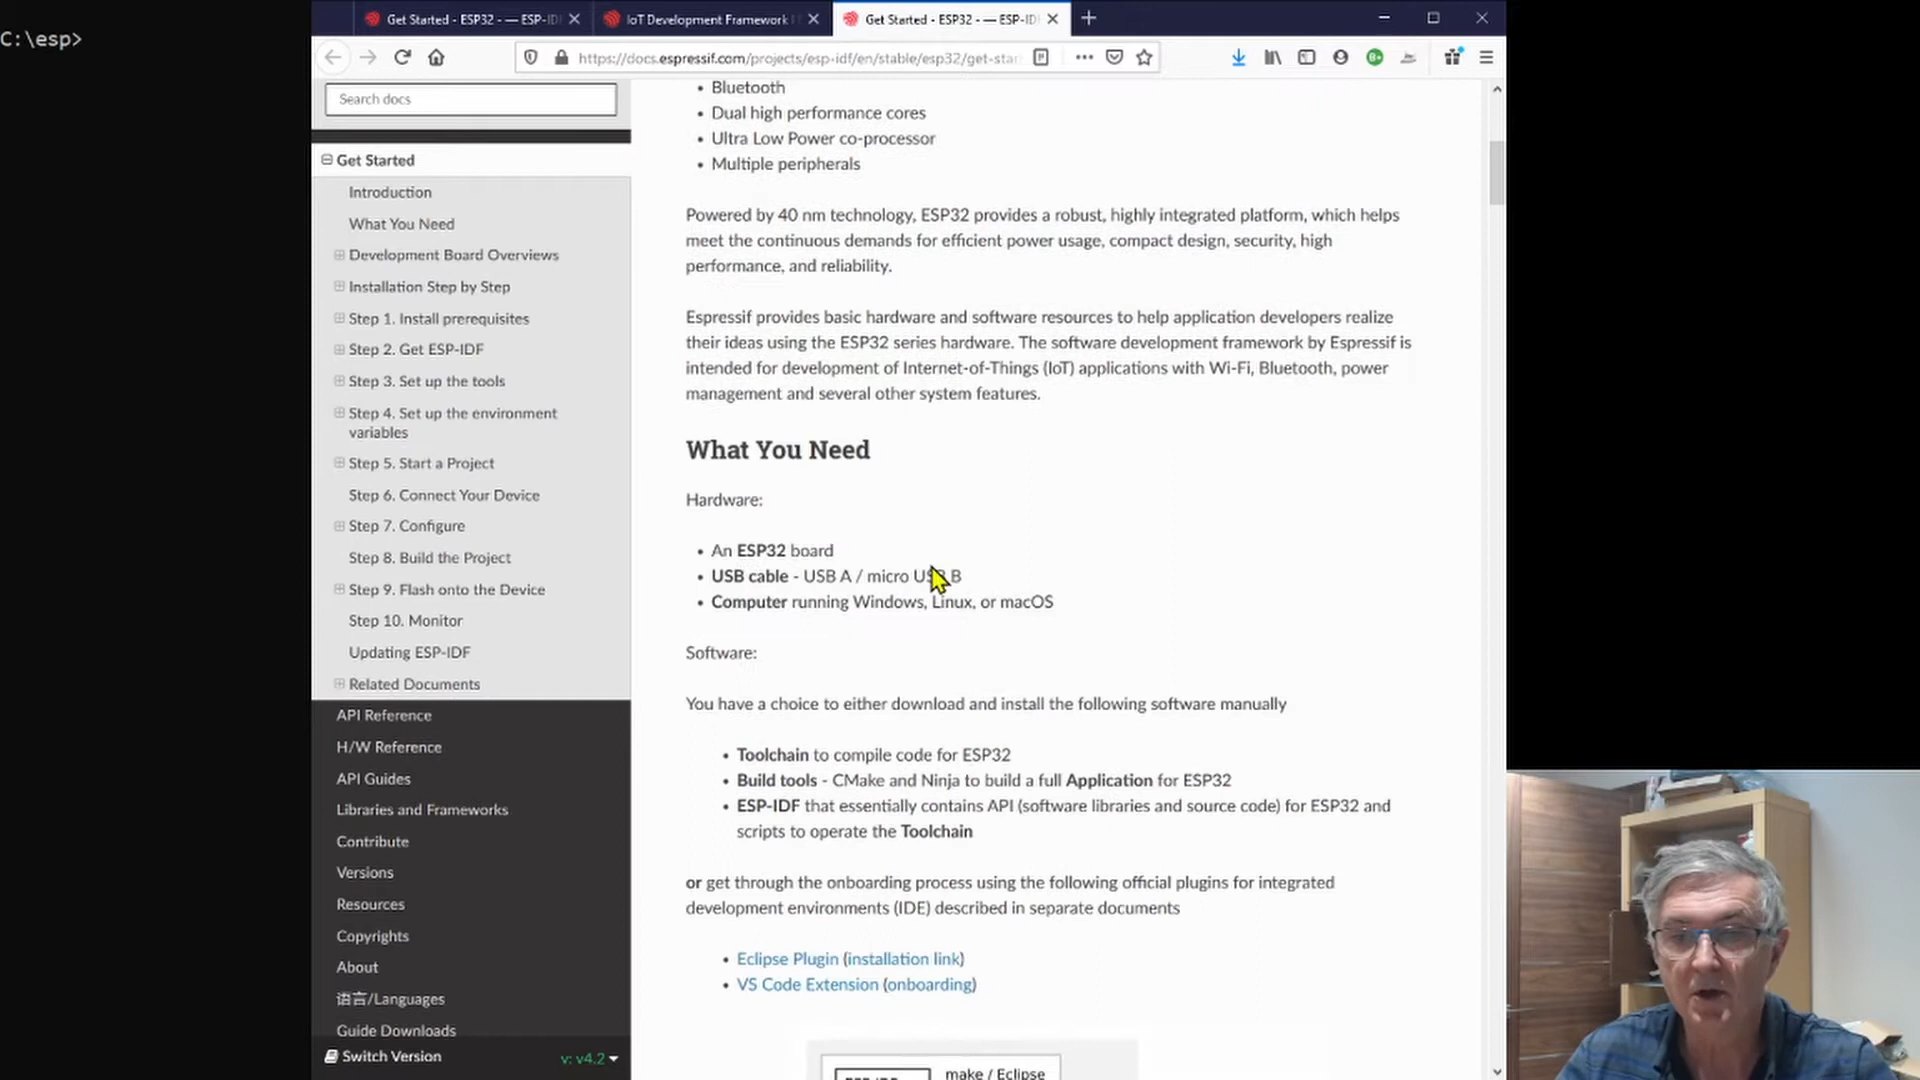 C:\esp>
Get Started - ESP32 - — ESP-ID
IoT Development Framework
Get Started - ESP32 - — ESP-ID
https://docs.espressif.com/projects/esp-idf/en/stable/esp32/get-star
Search docs
Get Started
Introduction
What You Need
Development Board Overviews
Installation Step by Step
Step 1. Install prerequisites
Step 2. Get ESP-IDF
Step 3. Set up the tools
Step 4. Set up the environment
variables
Step 5. Start a Project
Step 6. Connect Your Device
Step 7. Configure
Step 8. Build the Project
Step 9. Flash onto the Device
Step 10. Monitor
Updating ESP-IDF
Related Documents
API Reference
H/W Reference
API Guides
Libraries and Frameworks
Contribute
Versions
Resources
Copyrights
About
语言/Languages
Guide Downloads
Switch Version
v: v4.2
• Bluetooth
• Dual high performance cores
• Ultra Low Power co-processor
• Multiple peripherals
Powered by 40 nm technology, ESP32 provides a robust, highly integrated platform, which helps
meet the continuous demands for efficient power usage, compact design, security, high
performance, and reliability.
Espressif provides basic hardware and software resources to help application developers realize
their ideas using the ESP32 series hardware. The software development framework by Espressif is
intended for development of Internet-of-Things (IoT) applications with Wi-Fi, Bluetooth, power
management and several other system features.
What You Need
Hardware:
• An ESP32 board
• USB cable - USB A / micro USB B
• Computer running Windows, Linux, or macOS
Software:
You have a choice to either download and install the following software manually
• Toolchain to compile code for ESP32
• Build tools - CMake and Ninja to build a full Application for ESP32
• ESP-IDF that essentially contains API (software libraries and source code) for ESP32 and
scripts to operate the Toolchain
or get through the onboarding process using the following official plugins for integrated
development environments (IDE) described in separate documents
• Eclipse Plugin (installation link)
• VS Code Extension (onboarding)
make / Eclipse